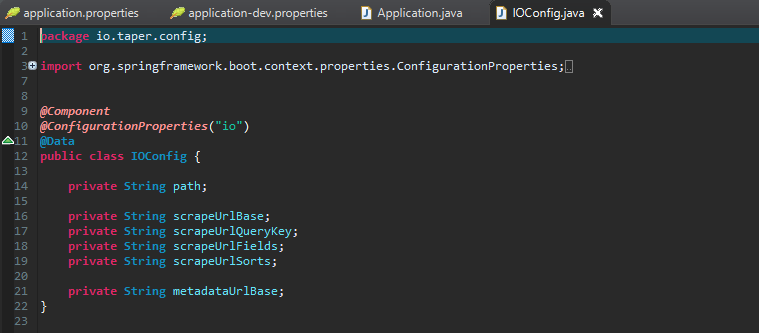 application.properties application-dev.properties Application.java IOConfig.java
1 package io.taper.config;
2
3 import org.springframework.boot.context.properties.ConfigurationProperties;
7
8
9 @Component
10 @ConfigurationProperties("io")
11 @Data
12 public class IOConfig {
13
14 private String path;
15
16 private String scrapeUrlBase;
17 private String scrapeUrlQueryKey;
18 private String scrapeUrlFields;
19 private String scrapeUrlSorts;
20
21 private String metadataUrlBase;
22 }
23